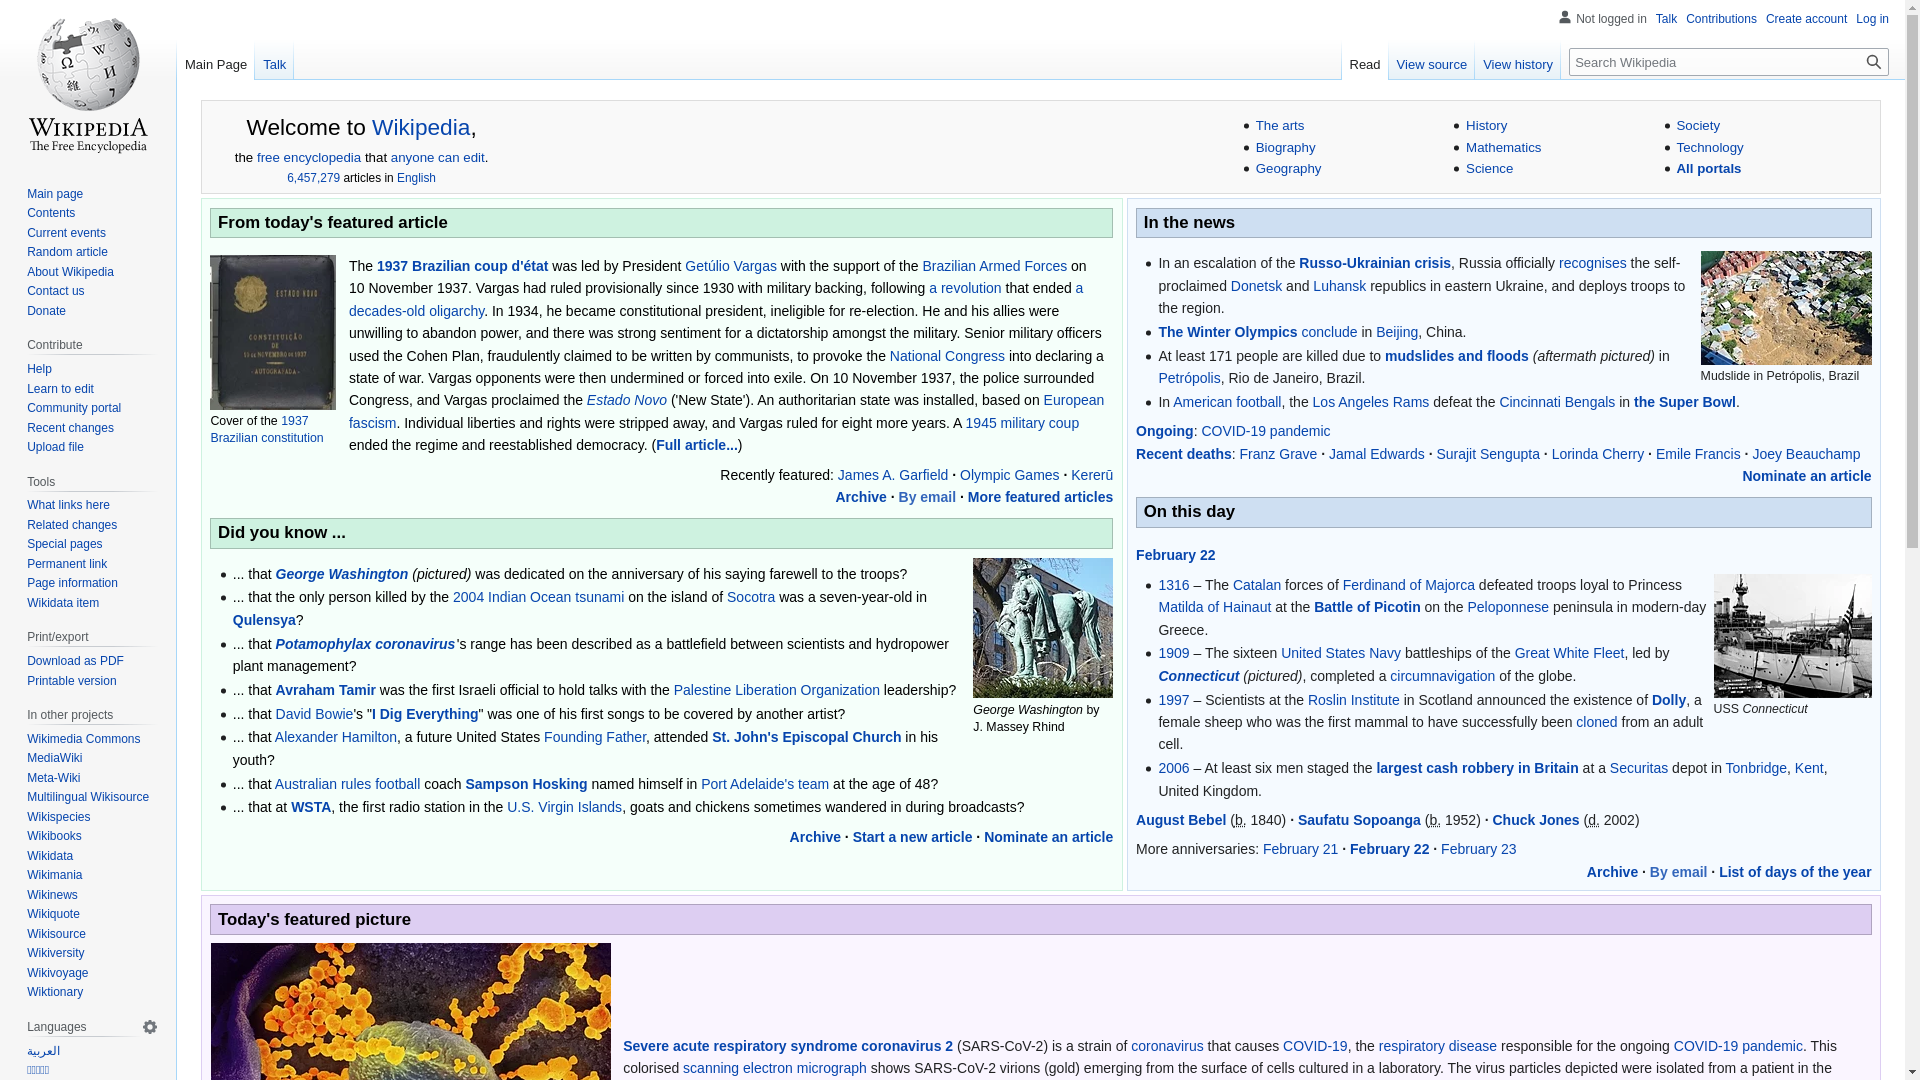 WIKIPEDIA
The Free Encyclopedia
Not logged in Talk Contributions Create account Log in
Main Page Talk
Read View source View history Search Wikipedia
Main page
Contents
Current events
Random article
About Wikipedia
Contact us
Donate
Contribute
Help
Learn to edit
Community portal
Recent changes
Upload file
Tools
What links here
Related changes
Special pages
Permanent link
Page information
Wikidata item
Print/export
Download as PDF
Printable version
In other projects
Wikimedia Commons
MediaWiki
Meta-Wiki
Multilingual Wikisource
Wikispecies
Wikibooks
Wikidata
Wikimania
Wikinews
Wikiquote
Wikisource
Wikiversity
Wikivoyage
Wiktionary
Languages
العربية
Welcome to Wikipedia,
the free encyclopedia that anyone can edit.
6,457,279 articles in English
The arts
Biography
Geography
History
Mathematics
Science
Society
Technology
All portals
From today's featured article
ESTADO NOVO
CONSTITUIÇÃO
Cover of the 1937
Brazilian constitution
The 1937 Brazilian coup d'état was led by President Getúlio Vargas with the support of the Brazilian Armed Forces on
10 November 1937. Vargas had ruled provisionally since 1930 with military backing, following a revolution that ended a
decades-old oligarchy. In 1934, he became constitutional president, ineligible for re-election. He and his allies were
unwilling to abandon power, and there was strong sentiment for a dictatorship amongst the military. Senior military officers
used the Cohen Plan, fraudulently claimed to be written by communists, to provoke the National Congress into declaring a
state of war. Vargas opponents were then undermined or forced into exile. On 10 November 1937, the police surrounded
Congress, and Vargas proclaimed the Estado Novo ('New State'). An authoritarian state was installed, based on European
fascism. Individual liberties and rights were stripped away, and Vargas ruled for eight more years. A 1945 military coup
ended the regime and reestablished democracy. (Full article...)
Recently featured: James A. Garfield · Olympic Games · Kererū
Archive · By email · More featured articles
Did you know ...
... that George Washington (pictured) was dedicated on the anniversary of his saying farewell to the troops?
... that the only person killed by the 2004 Indian Ocean tsunami on the island of Socotra was a seven-year-old in
Qulensya?
... that Potamophylax coronavirus's range has been described as a battlefield between scientists and hydropower
plant management?
... that Avraham Tamir was the first Israeli official to hold talks with the Palestine Liberation Organization leadership?
... that David Bowie's "I Dig Everything" was one of his first songs to be covered by another artist?
... that Alexander Hamilton, a future United States Founding Father, attended St. John's Episcopal Church in his
youth?
... that Australian rules football coach Sampson Hosking named himself in Port Adelaide's team at the age of 48?
... that at WSTA, the first radio station in the U.S. Virgin Islands, goats and chickens sometimes wandered in during broadcasts?
George Washington by
J. Massey Rhind
Archive · Start a new article · Nominate an article
In the news
In an escalation of the Russo-Ukrainian crisis, Russia officially recognises the self-
proclaimed Donetsk and Luhansk republics in eastern Ukraine, and deploys troops to
the region.
The Winter Olympics conclude in Beijing, China.
At least 171 people are killed due to mudslides and floods (aftermath pictured) in
Petrópolis, Rio de Janeiro, Brazil.
In American football, the Los Angeles Rams defeat the Cincinnati Bengals in the Super Bowl.
Mudslide in Petrópolis, Brazil
Ongoing: COVID-19 pandemic
Recent deaths: Franz Grave · Jamal Edwards · Surajit Sengupta · Lorinda Cherry · Emile Francis · Joey Beauchamp
Nominate an article
On this day
February 22
1316 – The Catalan forces of Ferdinand of Majorca defeated troops loyal to Princess
Matilda of Hainaut at the Battle of Picotin on the Peloponnese peninsula in modern-day
Greece.
1909 – The sixteen United States Navy battleships of the Great White Fleet, led by
Connecticut (pictured), completed a circumnavigation of the globe.
1997 – Scientists at the Roslin Institute in Scotland announced the existence of Dolly, a
female sheep who was the first mammal to have successfully been cloned from an adult
cell.
2006 – At least six men staged the largest cash robbery in Britain at a Securitas depot in Tonbridge, Kent,
United Kingdom.
USS Connecticut
August Bebel (b. 1840) · Saufatu Sopoanga (b. 1952) · Chuck Jones (d. 2002)
More anniversaries: February 21 · February 22 · February 23
Archive · By email · List of days of the year
Today's featured picture
Severe acute respiratory syndrome coronavirus 2 (SARS-CoV-2) is a strain of coronavirus that causes COVID-19, the respiratory disease responsible for the ongoing COVID-19 pandemic. This
colorised scanning electron micrograph shows SARS-CoV-2 virions (gold) emerging from the surface of cells cultured in a laboratory. The virus particles depicted were isolated from a patient in the